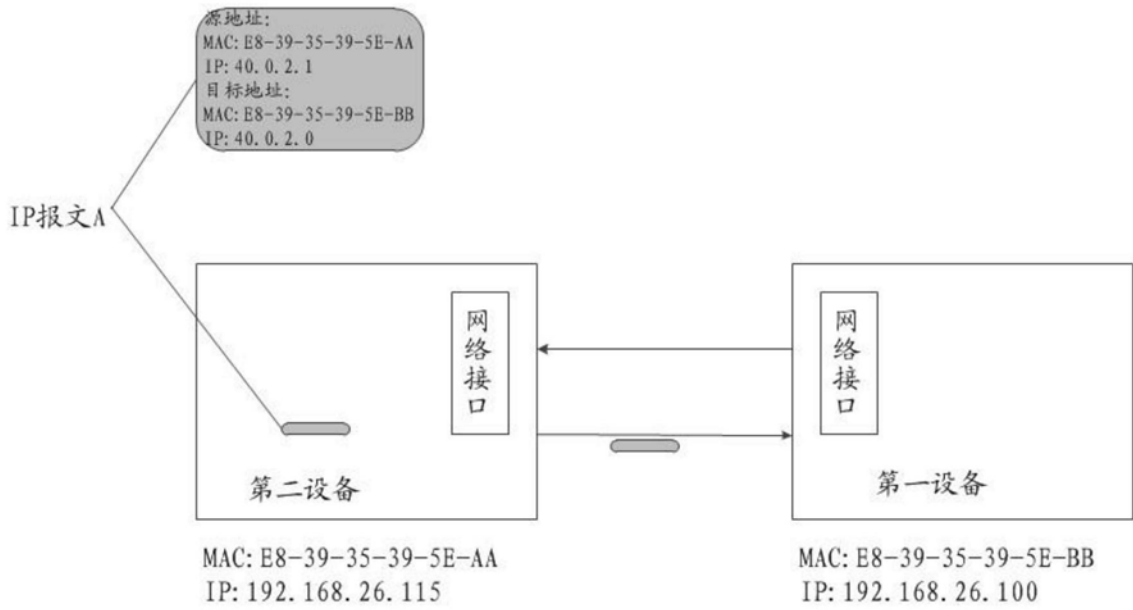 源地址:
MAC: E8-39-35-39-5E-AA
IP: 40.0.2.1
目标地址:
MAC: E8-39-35-39-5E-BB
IP: 40.0.2.0
IP报文A
网络接口
网络接口
第二设备
第一设备
MAC: E8-39-35-39-5E-AA
IP: 192.168.26.115
MAC: E8-39-35-39-5E-BB
IP: 192.168.26.100